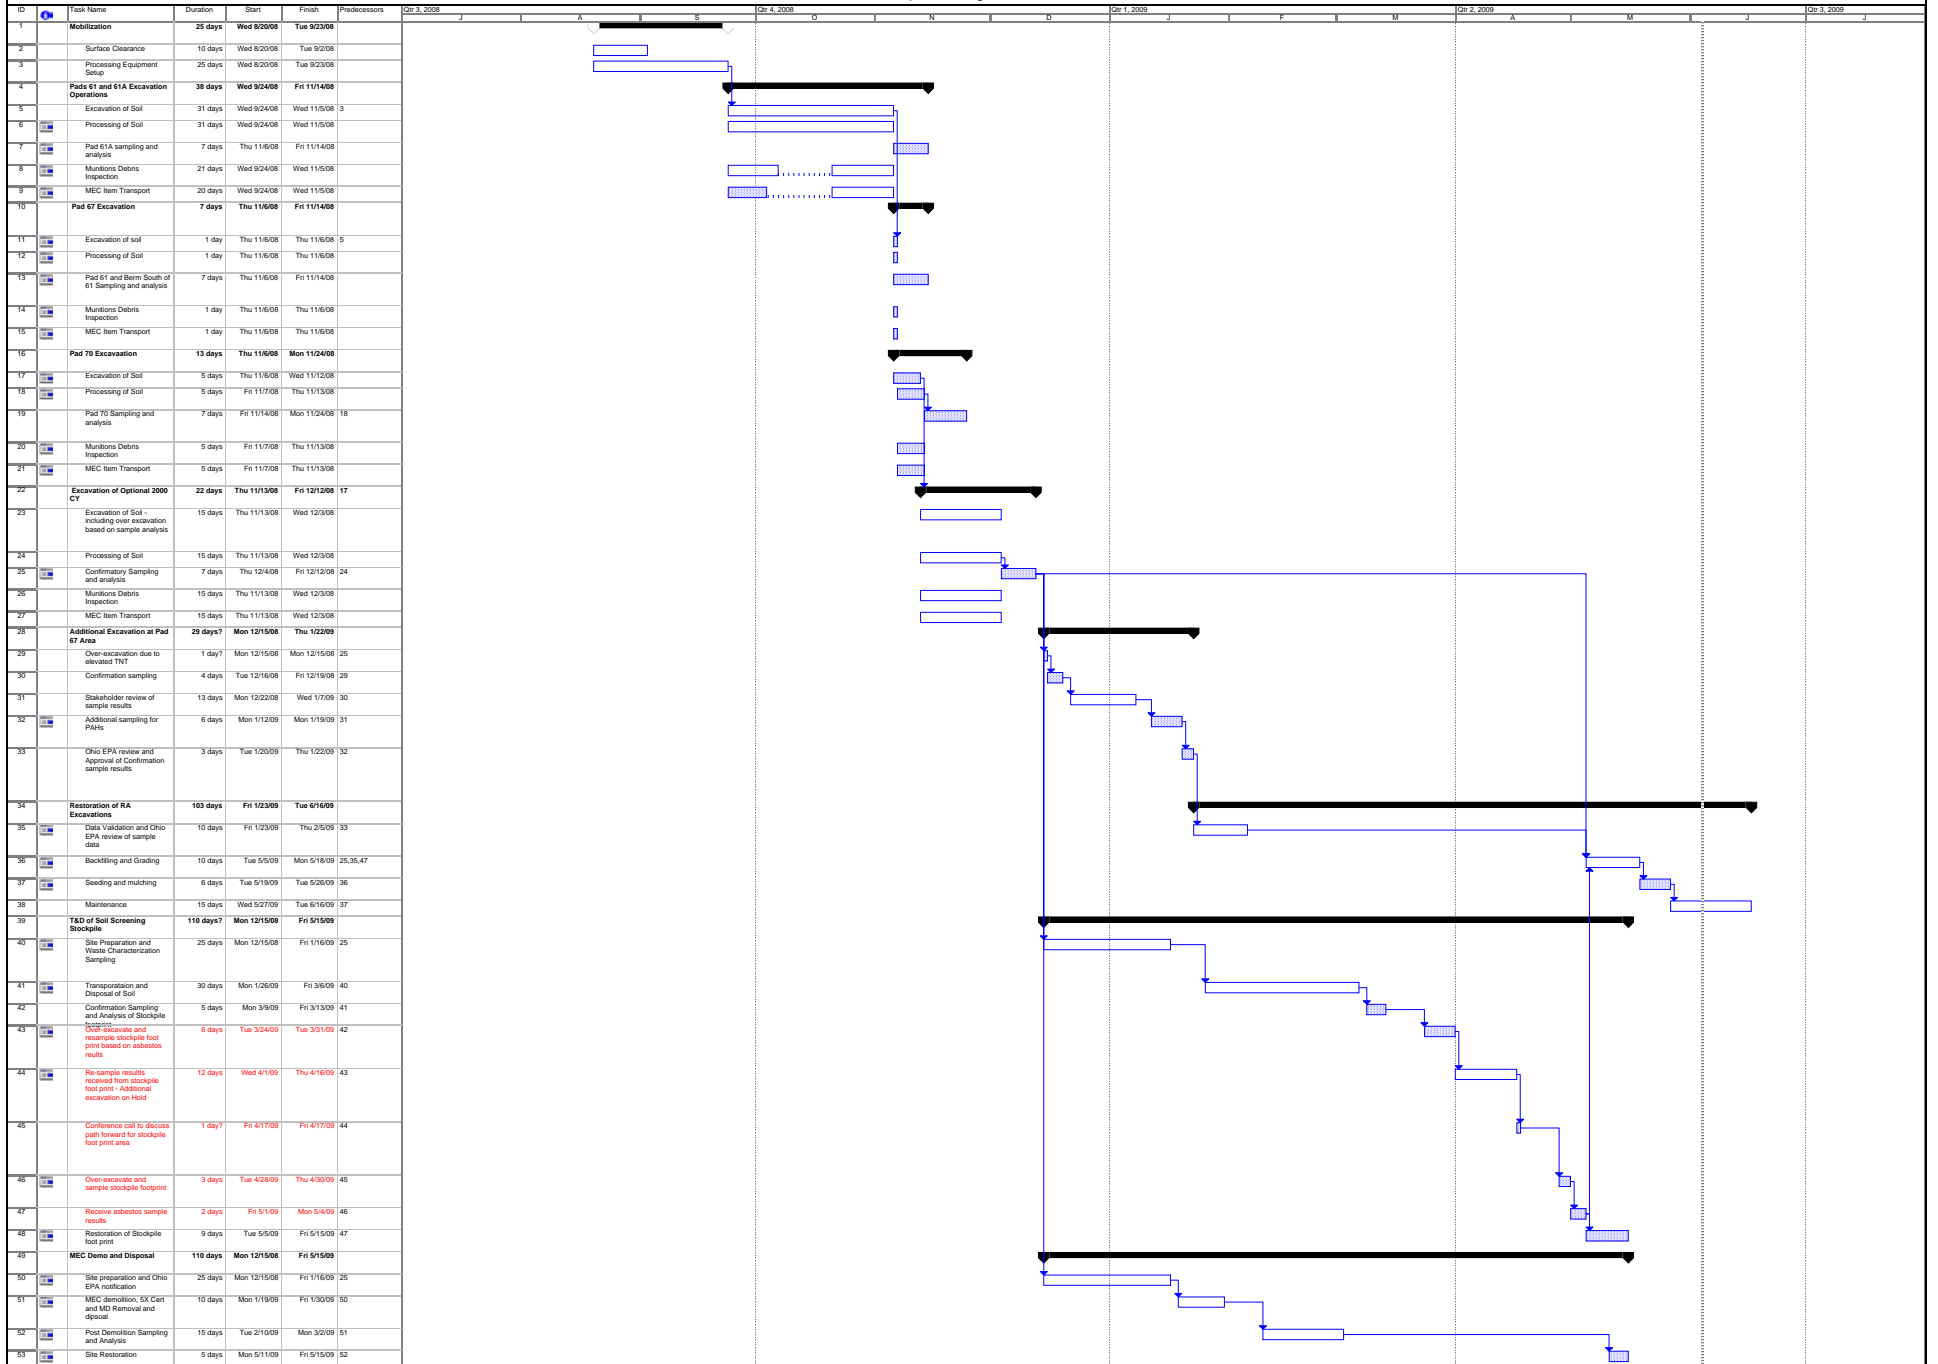 ID Task Name Duration Start Finish Predecessors Qtr 3, 2008 Qtr 4, 2008 Qtr 1, 2009 Qtr 2, 2009 Qtr 3, 2009
J A S O N D J F M A M J J
1 Mobilization 25 days Wed 8/20/08 Tue 9/23/08
2 Surface Clearance 10 days Wed 8/20/08 Tue 9/2/08
3 Processing Equipment 25 days Wed 8/20/08 Tue 9/23/08
Setup
4 Pads 61 and 61A Excavation 38 days Wed 9/24/08 Fri 11/14/08
Operations
5 Excavation of Soil 31 days Wed 9/24/08 Wed 11/5/08 3
6 Processing of Soil 31 days Wed 9/24/08 Wed 11/5/08
7 Pad 61A sampling and 7 days Thu 11/6/08 Fri 11/14/08
analysis
8 Munitions Debris 21 days Wed 9/24/08 Wed 11/5/08
Inspection
9 MEC Item Transport 20 days Wed 9/24/08 Wed 11/5/08
10 Pad 67 Excavation 7 days Thu 11/6/08 Fri 11/14/08
11 Excavation of soil 1 day Thu 11/6/08 Thu 11/6/08 5
12 Processing of Soil 1 day Thu 11/6/08 Thu 11/6/08
13 Pad 61 and Berm South of 7 days Thu 11/6/08 Fri 11/14/08
61 Sampling and analysis
14 Munitions Debris 1 day Thu 11/6/08 Thu 11/6/08
Inspection
15 MEC Item Transport 1 day Thu 11/6/08 Thu 11/6/08
16 Pad 70 Excavaation 13 days Thu 11/6/08 Mon 11/24/08
17 Excavation of Soil 5 days Thu 11/6/08 Wed 11/12/08
18 Processing of Soil 5 days Fri 11/7/08 Thu 11/13/08
19 Pad 70 Sampling and 7 days Fri 11/14/08 Mon 11/24/08 18
analysis
20 Munitions Debris 5 days Fri 11/7/08 Thu 11/13/08
Inspection
21 MEC Item Transport 5 days Fri 11/7/08 Thu 11/13/08
22 Excavation of Optional 2000 22 days Thu 11/13/08 Fri 12/12/08 17
CY
23 Excavation of Soil - 15 days Thu 11/13/08 Wed 12/3/08
including over excavation
based on sample analysis
24 Processing of Soil 15 days Thu 11/13/08 Wed 12/3/08
25 Confirmatory Sampling 7 days Thu 12/4/08 Fri 12/12/08 24
and analysis
26 Munitions Debris 15 days Thu 11/13/08 Wed 12/3/08
Inspection
27 MEC Item Transport 15 days Thu 11/13/08 Wed 12/3/08
28 Additional Excavation at Pad 29 days? Mon 12/15/08 Thu 1/22/09
67 Area
29 Over-excavation due to 1 day? Mon 12/15/08 Mon 12/15/08 25
elevated TNT
30 Confirmation sampling 4 days Tue 12/16/08 Fri 12/19/08 29
31 Stakeholder review of 13 days Mon 12/22/08 Wed 1/7/09 30
sample results
32 Additional sampling for 6 days Mon 1/12/09 Mon 1/19/09 31
PAHs
33 Ohio EPA review and 3 days Tue 1/20/09 Thu 1/22/09 32
Approval of Confirmation
sample results
34 Restoration of RA 103 days Fri 1/23/09 Tue 6/16/09
Excavations
35 Data Validation and Ohio 10 days Fri 1/23/09 Thu 2/5/09 33
EPA review of sample
data
36 Backfilling and Grading 10 days Tue 5/5/09 Mon 5/18/09 25,35,47
37 Seeding and mulching 6 days Tue 5/19/09 Tue 5/26/09 36
38 Maintenance 15 days Wed 5/27/09 Tue 6/16/09 37
39 T&D of Soil Screening 110 days? Mon 12/15/08 Fri 5/15/09
Stockpile
40 Site Preparation and 25 days Mon 12/15/08 Fri 1/16/09 25
Waste Characterization
Sampling
41 Transporataion and 30 days Mon 1/26/09 Fri 3/6/09 40
Disposal of Soil
42 Confirmation Sampling 5 days Mon 3/9/09 Fri 3/13/09 41
and Analysis of Stockpile
43 Over-excavate and 6 days Tue 3/24/09 Tue 3/31/09 42
resample stockpile foot
print based on asbestos
reults
44 Re-sample resultls 12 days Wed 4/1/09 Thu 4/16/09 43
received from stockpile
foot print - Additional
excavation on Hold
45 Conference call to discuss 1 day? Fri 4/17/09 Fri 4/17/09 44
path forward for stockpile
foot print area
46 Over-excavate and 3 days Tue 4/28/09 Thu 4/30/09 45
sample stockpile footprint
47 Receive asbestos sample 2 days Fri 5/1/09 Mon 5/4/09 46
results
48 Restoration of Stockpile 9 days Tue 5/5/09 Fri 5/15/09 47
foot print
49 MEC Demo and Disposal 110 days Mon 12/15/08 Fri 5/15/09
50 Site preparation and Ohio 25 days Mon 12/15/08 Fri 1/16/09 25
EPA notification
51 MEC demolition, 5X Cert 10 days Mon 1/19/09 Fri 1/30/09 50
and MD Removal and
dipsoal
52 Post Demolition Sampling 15 days Tue 2/10/09 Mon 3/2/09 51
and Analysis
53 Site Restoration 5 days Mon 5/11/09 Fri 5/15/09 52